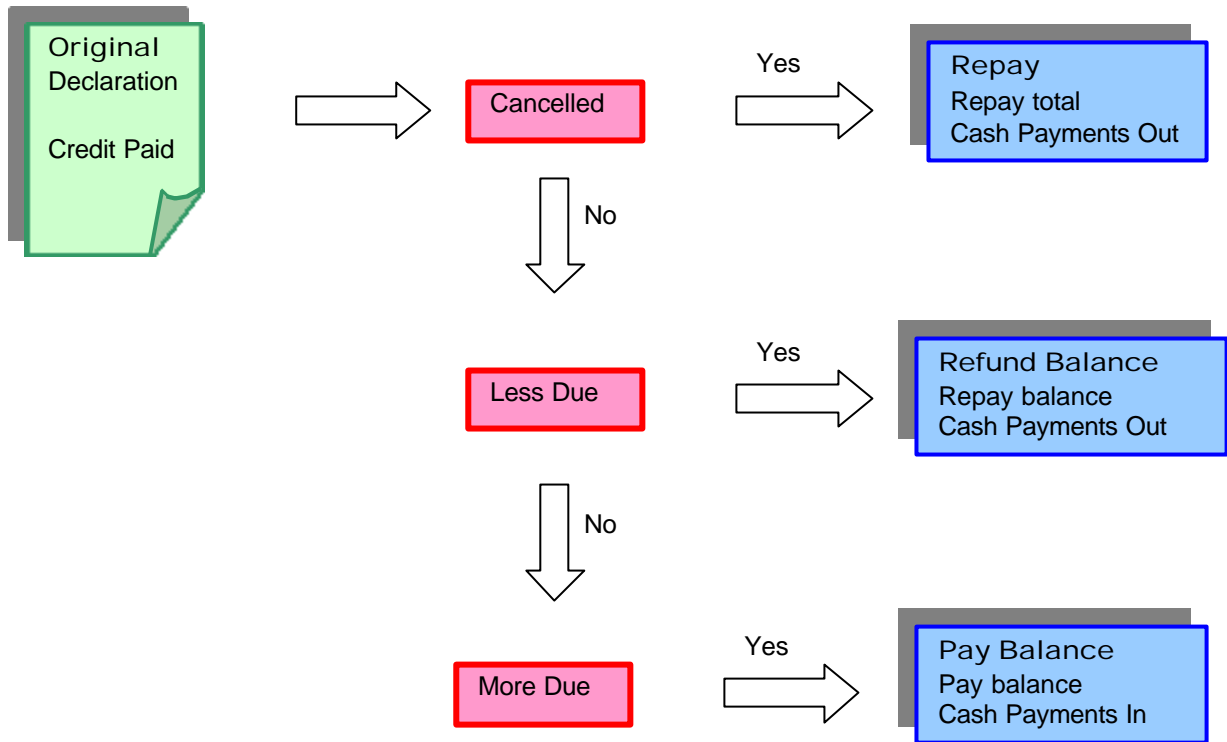 Original
Declaration
Credit Paid
Cancelled
Yes
Repay
Repay total
Cash Payments Out
No
Less Due
Yes
Refund Balance
Repay balance
Cash Payments Out
No
More Due
Yes
Pay Balance
Pay balance
Cash Payments In